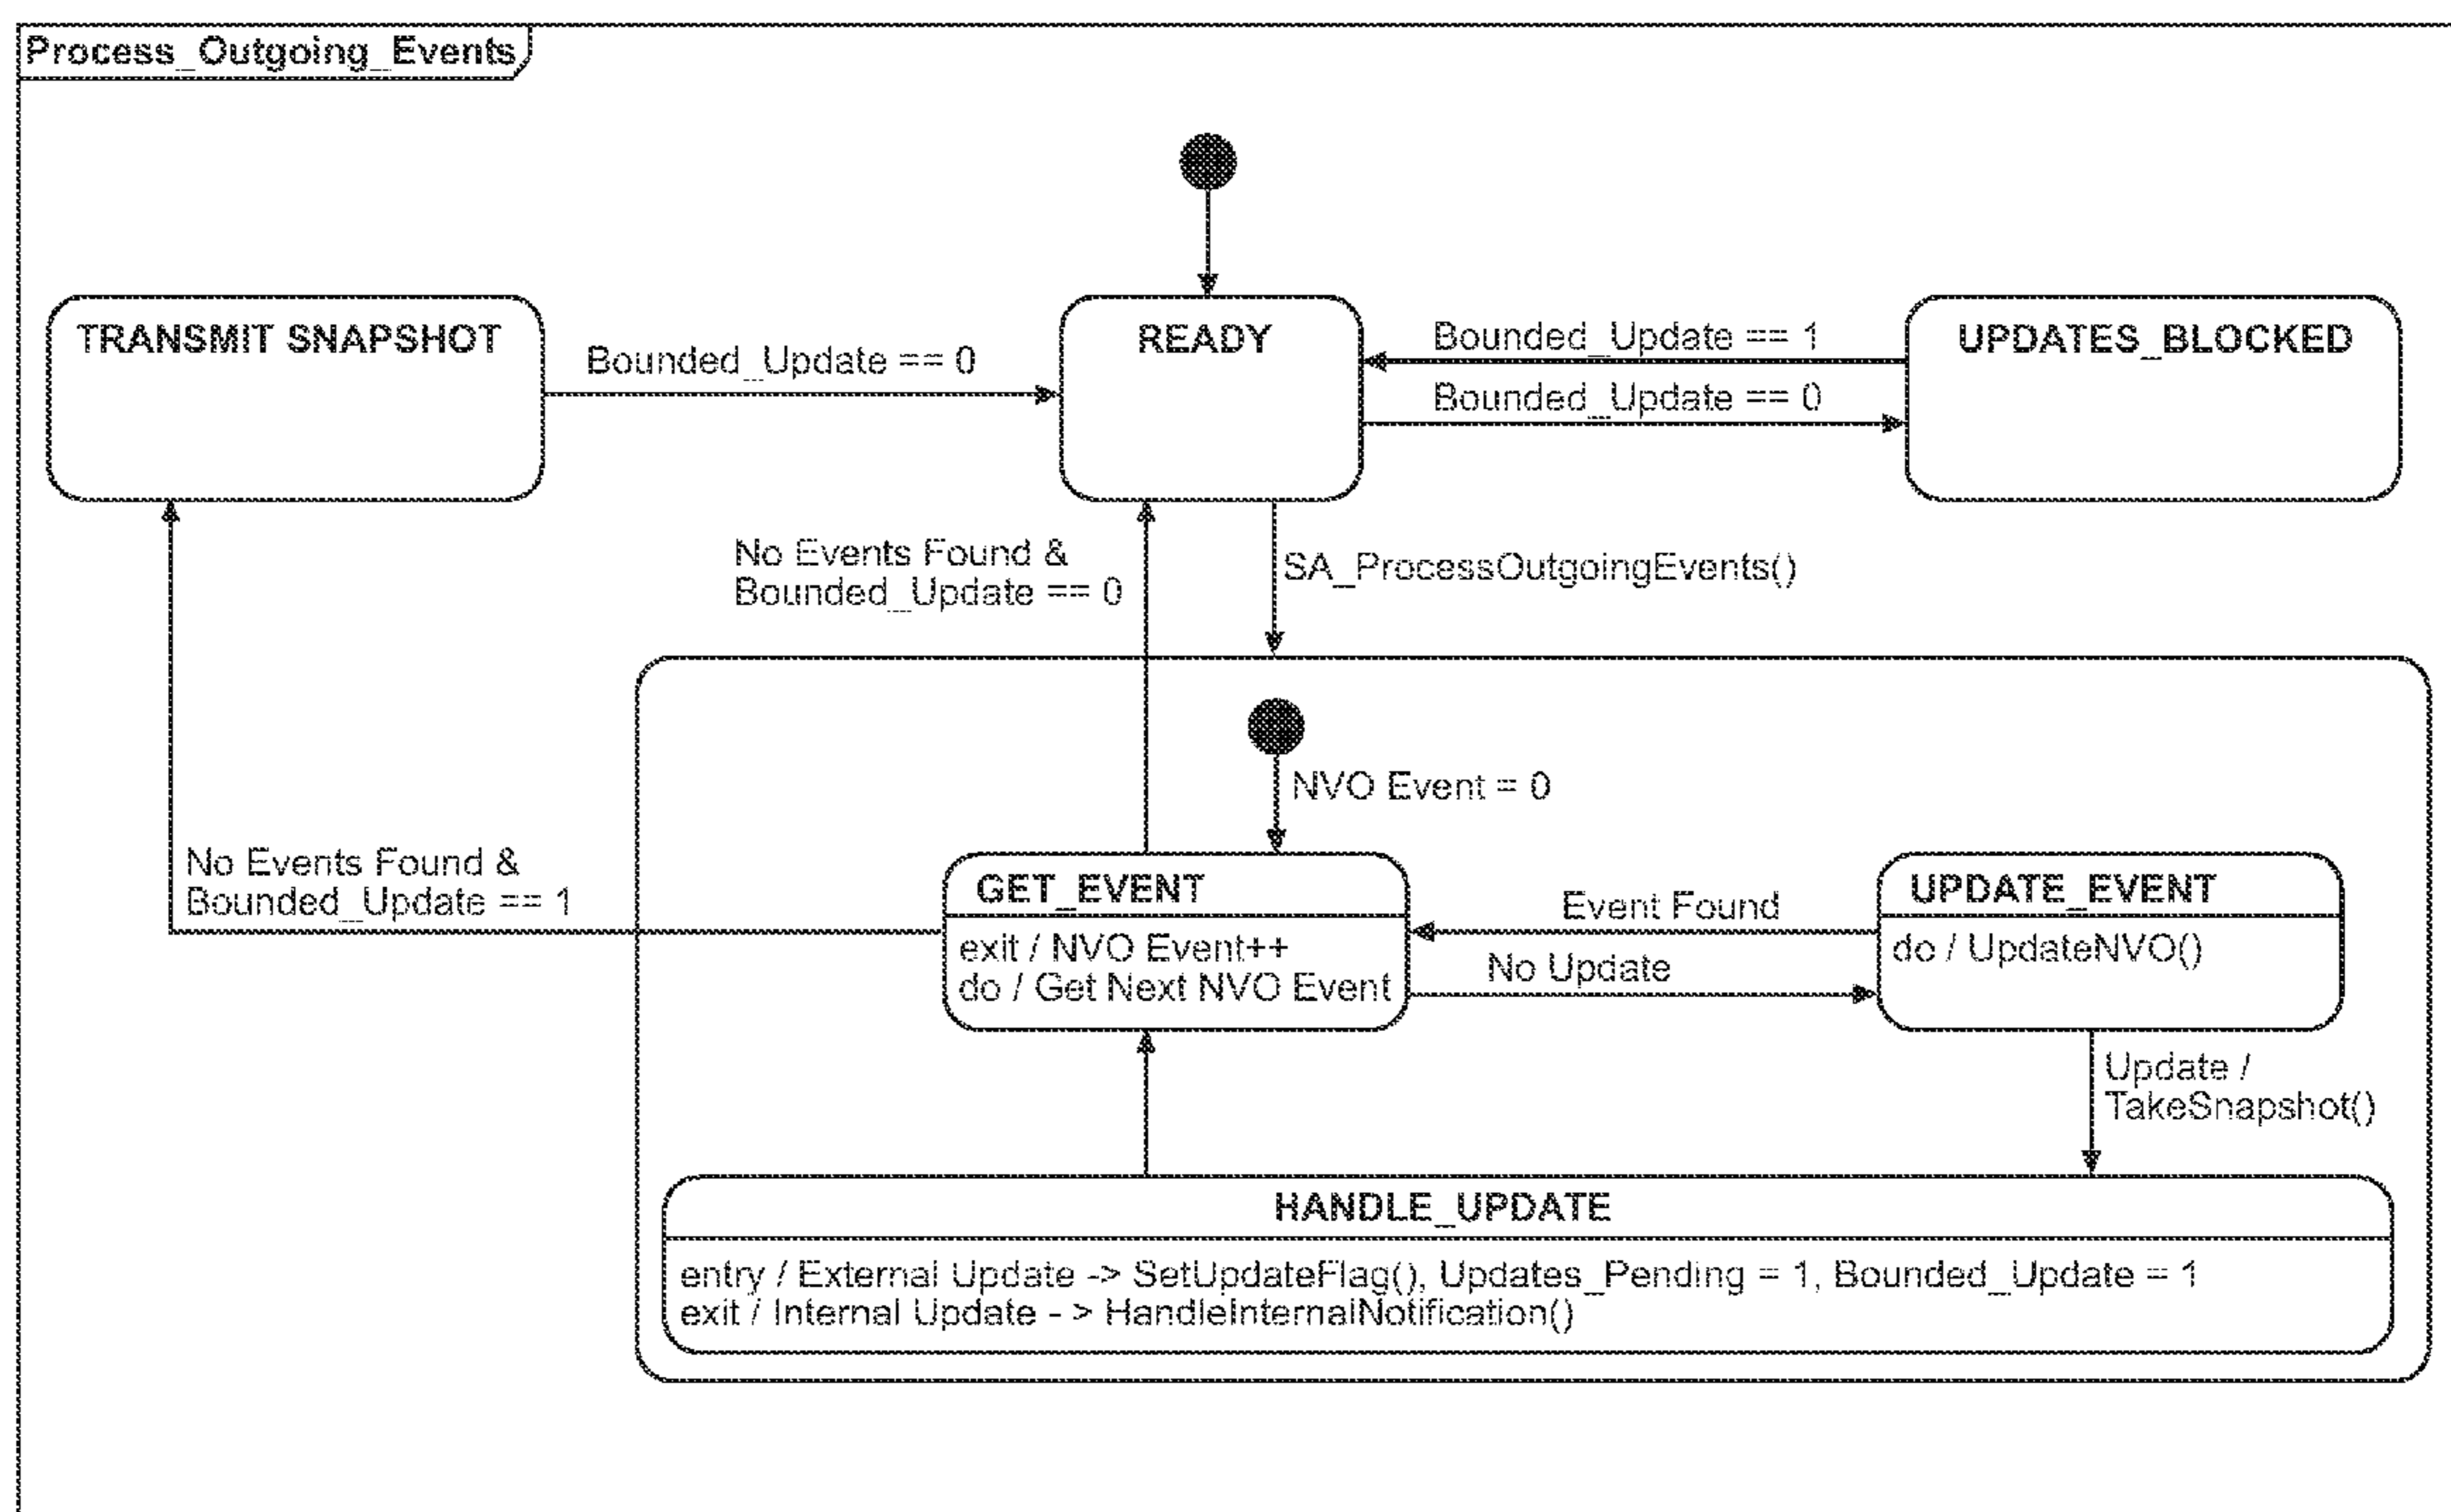 Process_Outgoing_Events
TRANSMIT SNAPSHOT
Bounded_Update == 0
READY
Bounded_Update == 1
Bounded_Update == 0
UPDATES_BLOCKED
No Events Found &
Bounded_Update == 0
SA_ProcessOutgoingEvents()
NVO Event = 0
No Events Found &
Bounded_Update == 1
GET_EVENT
exit / NVO Event++
do / Get Next NVO Event
Event Found
No Update
UPDATE_EVENT
do / UpdateNVO()
Update /
TakeSnapshot()
HANDLE_UPDATE
entry / External Update -> SetUpdateFlag(), Updates_Pending = 1, Bounded_Update = 1
exit / Internal Update - > HandleInternalNotification()